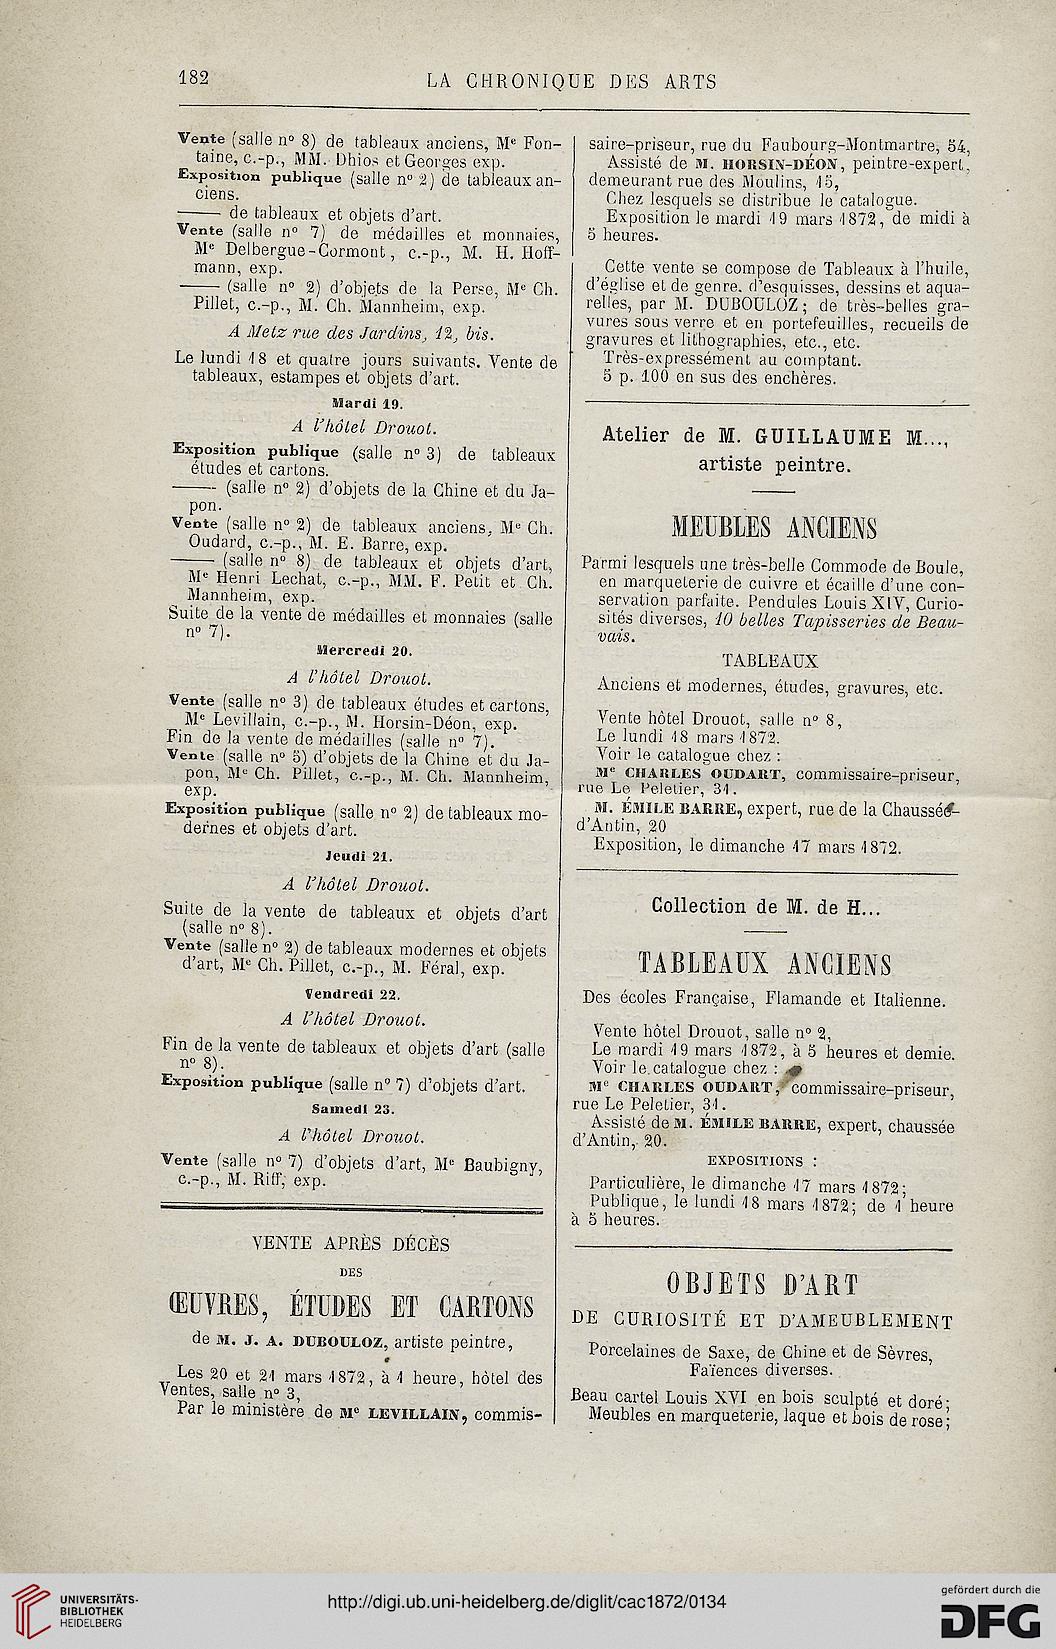 182
LA CHRONIQUE DES ARTS
Vente (salle n° 8) de tableaux anciens, Me Fon-
taine, c.-p., MM. Dhios et Georges exp.
Exposition publique (salle n° 2) de tableaux an-
ciens.
—— de tableaux et objets d'art.
Vente (salle n° 7) de médailles et monnaies,
Me Delbergue-Cormont, c.-p., M. H. Hoff-
mann, exp.
—— (salle n° 2) d'objets de la Perse, Me Ch.
Pillet, c.-p., M. Ch. Mannheim, exp.
A Metz rue des Jardins, 12, bis.
Le lundi 18 et quatre jours suivants. Vente de
tableaux, estampes et objets d'art.
Mardi 19.
A l'hôtel Drouot.
Exposition publique (salle n° 3) de tableaux
études et cartons.
—— (salle n° 2) d'objets de la Chine et du Ja-
pon.
Vente (salle n° 2) de tableaux anciens, Me Ch.
Oudard, c.-p., M. E. Barre, exp.
—— (salle n° 8) de tableaux et objets d'art,
Me Henri Lechat, c.-p., MM. F. Petit et Ch.
Mannheim, exp.
Suite de la vente de médailles et monnaies (salle
n° 7).
Mercredi 20.
A l'hôtel Drouot.
Vente (salle n° 3) de tableaux études et cartons,
Me Levillain, c.-p., M. Horsin-Déon, exp.
Fin de la vente de médailles (salle n° 7).
Vente (salle n° 5) d'objets de la Chine et du Ja-
pon, Me Ch. Pillet, c.-p., M. Ch. Mannheim,
exp.
Exposition publique (salle n° 2) de tableaux mo-
dernes et objets d'art.
Jeudi 21.
A l'hôtel Drouot.
Suite de la vente de tableaux et objets d'art
(salle n° 8).
Vente (salle n° 2) de tableaux modernes et objets
d'art, Me Ch. Pillet, c.-p., M. Féral, exp.
Vendredi 22.
A l'hôtel Drouot.
Fin de la vente de tableaux et objets d'art (salle
n° 8).
Exposition publique (salle n° 7) d'objets d'art.
Samedi 23.
A l'hôtel Drouot.
Vente (salle n° 7) d'objets d'art, Me Baubigny,
c.-p., M. Riff, exp.
VENTE APRÈS DÉCÈS
DES
ŒUVRES, ÉTUDES ET CARTONS
de M. J. A. DUBOULOZ, artiste peintre,
Les 20 et 21 mars 1872, à 1 heure, hôtel des
Ventes, salle n° 3,
Par le ministère de Me LEVILLAIN, commis-
saire-priseur, rue du Faubourg-Montmartre, 54,
Assisté de M. HORSIN-DÉON, peintre-expert,
demeurant rue des Moulins, 15,
Chez lesquels se distribue le catalogue.
Exposition le mardi 19 mars 1872, de midi à
5 heures.
Cette vente se compose de Tableaux à l'huile,
d'église et de genre, d'esquisses, dessins et aqua-
relles, par M. DUBOULOZ; de très-belles gra-
vures sous verre et en portefeuilles, recueils de
gravures et lithographies, etc., etc.
Très-expressément au comptant.
5 p. 100 en sus des enchères.
Atelier de M. GUILLAUME M...,
artiste peintre.
MEUBLES ANCIENS
Parmi lesquels une très-belle Commode de Boule,
en marqueterie de cuivre et écaille d'une con-
servation parfaite. Pendules Louis XIV, Curio-
sités diverses, 10 belles Tapisseries de Beau-
vais.
TABLEAUX
Anciens et modernes, études, gravures, etc.
Vente hôtel Drouot, salle n° 8,
Le lundi 18 mars 1872.
Voir le catalogue chez :
Me CHARLES OUDART, commissaire-priseur,
rue Le Peletier, 31.
M. ÉMILE BARRE, expert, rue de la Chaussée-
d'Antin, 20
Exposition, le dimanche 17 mars 1872.
Collection de M. de H...
TABLEAUX ANCIENS
Des écoles Française, Flamande et Italienne.
Vente hôtel Drouot, salle n° 2,
Le mardi 19 mars 1872, à 5 heures et demie.
Voir le catalogue chez :
Me CHARLES OUDART, commissaire-priseur,
rue Le Peletier, 31.
Assisté de M. ÉMILE BARRE, expert, chaussée
d'Antin, 20.
EXPOSITIONS :
Particulière, le dimanche 17 mars 1872;
Publique, le lundi 18 mars 1872; de 1 heure
à 5 heures.
OBJETS D'ART
DE CURIOSITÉ ET D'AMEUBLEMENT
Porcelaines de Saxe, de Chine et de Sèvres,
Faïences diverses.
Beau cartel Louis XVI en bois sculpté et doré;
Meubles en marqueterie, laque et bois de rose;
UNIVERSITÄTS-
BIBLIOTHEK
HEIDELBERG
http://digi.ub.uni-heidelberg.de/diglit/cac1872/0134
gefördert durch die
DFG